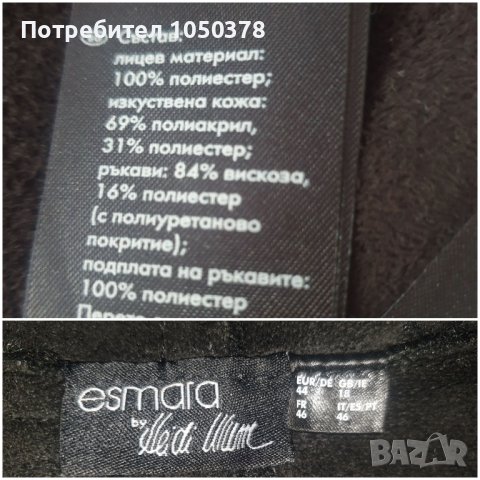 Потребител 1050378
Състав:
лицев материал:
100% полиестер;
изкуствена кожа:
69% полиакрил,
31% полиестер;
ръкави: 84% вискоза,
16% полиестер
(с полиуретаново
покритие);
подплата на ръкавите:
100% полиестер
esmara
by Heidi Klum
EUR/DE GB/IE
44 18
FR IT/ES/PT
46 46
BAZAR